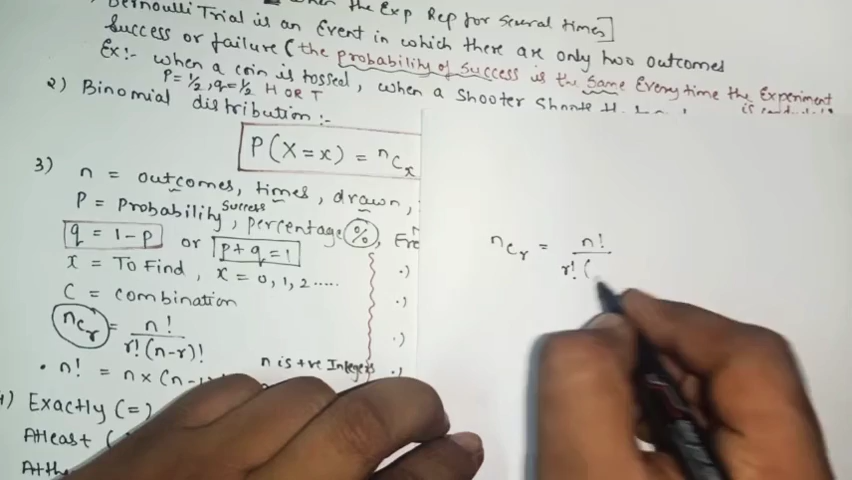 Bernoulli Trial is an Event in which there are only two outcomes
the Exp Rep for several times]
Success or failure (the probability of success is the same Every time the Experiment
Ex:- when a coin is tossed, when a shooter
P = 1/2, q = 1/2 H OR T
2) Binomial distribution :-
P(X=x) = nCx
3) n = outcomes, times, drawn,
P = Probability Success, percentage %,
q = 1-p or p+q = 1
x = To Find, x = 0, 1, 2 .....
C = combination
nCr = n! / r!(n-r)!
• n! = n x (n-1 n is +ve Integers
Exactly (=)
Atleast (
nCr = n! / r! (